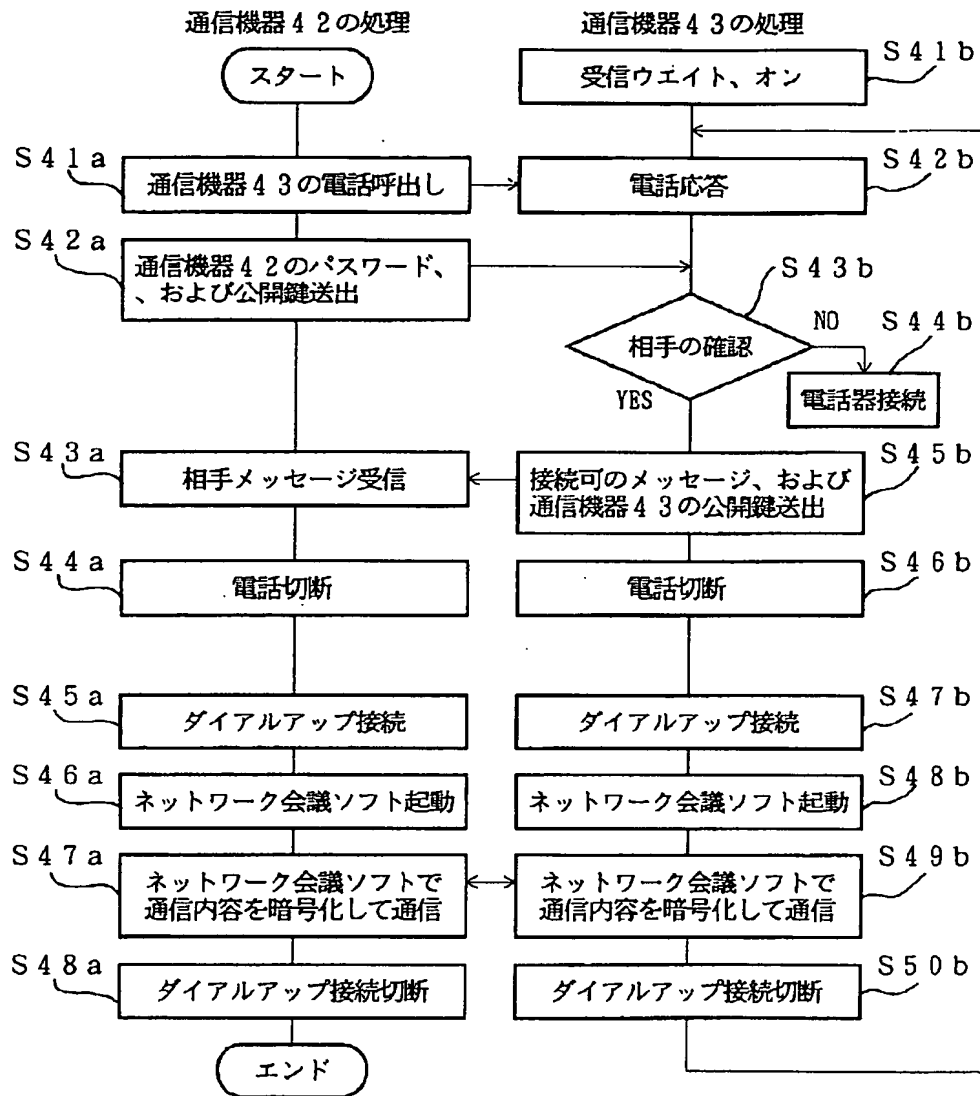 通信機器４２の処理
通信機器４３の処理
スタート
受信ウエイト、オン
Ｓ４１ｂ
Ｓ４１ａ
通信機器４３の電話呼出し
電話応答
Ｓ４２ｂ
Ｓ４２ａ
通信機器４２のパスワード、
、および公開鍵送出
Ｓ４３ｂ
相手の確認
NO
Ｓ４４ｂ
電話器接続
YES
Ｓ４３ａ
相手メッセージ受信
接続可のメッセージ、および
通信機器４３の公開鍵送出
Ｓ４５ｂ
Ｓ４４ａ
電話切断
電話切断
Ｓ４６ｂ
Ｓ４５ａ
ダイアルアップ接続
ダイアルアップ接続
Ｓ４７ｂ
Ｓ４６ａ
ネットワーク会議ソフト起動
ネットワーク会議ソフト起動
Ｓ４８ｂ
Ｓ４７ａ
ネットワーク会議ソフトで
通信内容を暗号化して通信
ネットワーク会議ソフトで
通信内容を暗号化して通信
Ｓ４９ｂ
Ｓ４８ａ
ダイアルアップ接続切断
ダイアルアップ接続切断
Ｓ５０ｂ
エンド